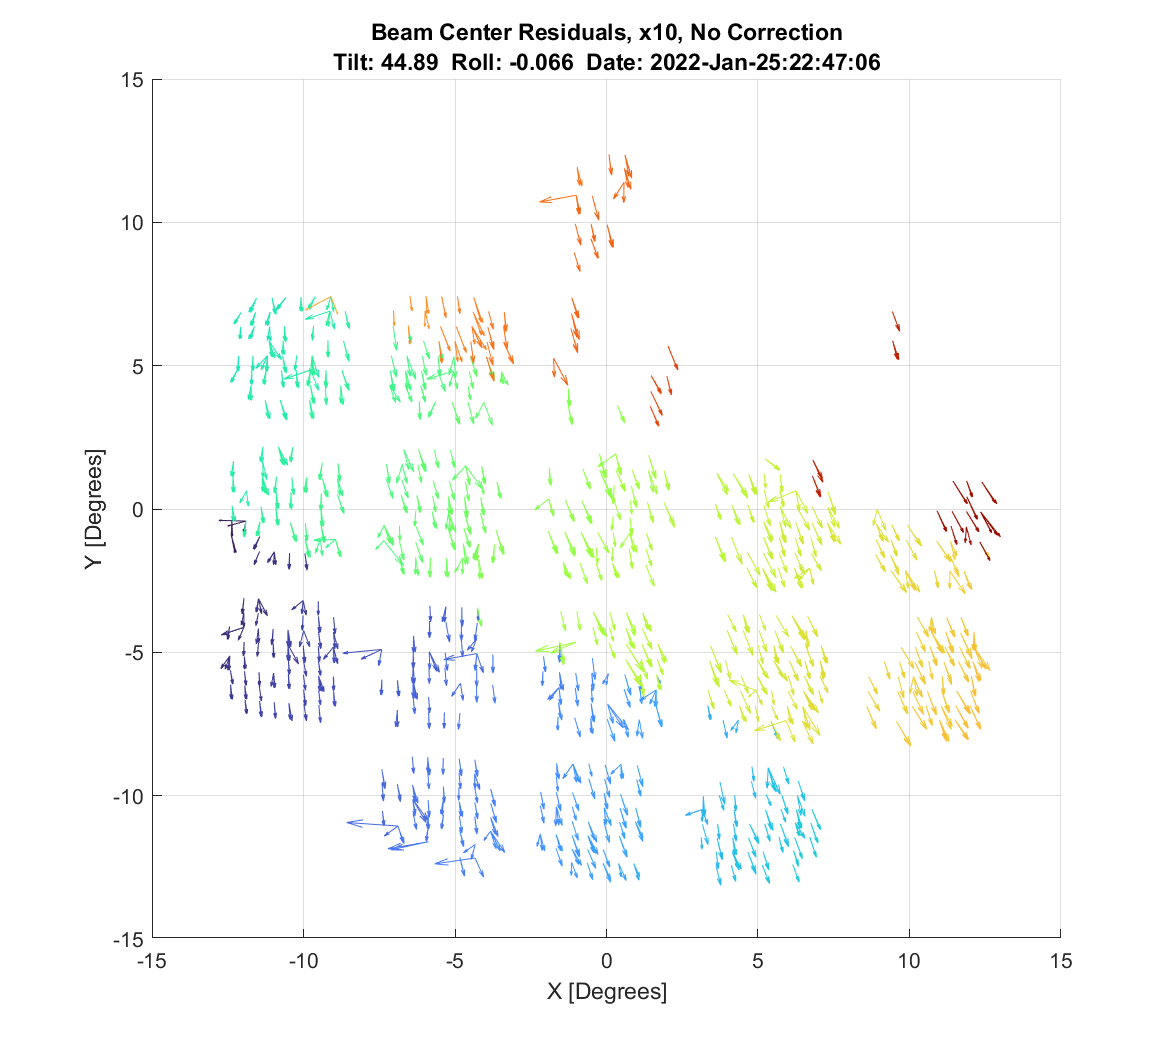 Beam Center Residuals, x10, No Correction
Tilt: 44.89  Roll: -0.066  Date: 2022-Jan-25:22:47:06
15
10
5
0
-5
-10
-15
Y [Degrees]
-15 -10 -5 0 5 10 15
X [Degrees]